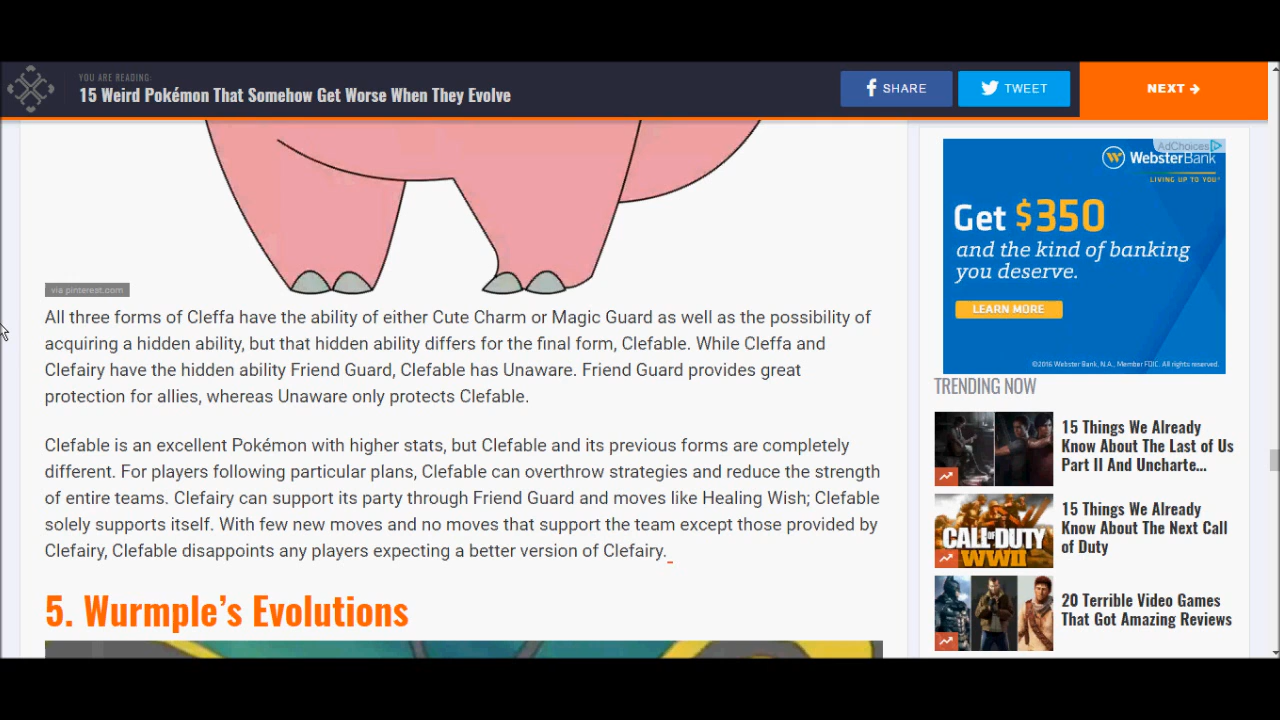 YOU ARE READING:
15 Weird Pokémon That Somehow Get Worse When They Evolve
SHARE
TWEET
NEXT
via pinterest.com
All three forms of Cleffa have the ability of either Cute Charm or Magic Guard as well as the possibility of
acquiring a hidden ability, but that hidden ability differs for the final form, Clefable. While Cleffa and
Clefairy have the hidden ability Friend Guard, Clefable has Unaware. Friend Guard provides great
protection for allies, whereas Unaware only protects Clefable.
Clefable is an excellent Pokémon with higher stats, but Clefable and its previous forms are completely
different. For players following particular plans, Clefable can overthrow strategies and reduce the strength
of entire teams. Clefairy can support its party through Friend Guard and moves like Healing Wish; Clefable
solely supports itself. With few new moves and no moves that support the team except those provided by
Clefairy, Clefable disappoints any players expecting a better version of Clefairy.
5. Wurmple's Evolutions
AdChoices
WebsterBank
LIVING UP TO YOU
Get $350
and the kind of banking
you deserve.
LEARN MORE
©2016 Webster Bank, N.A., Member FDIC. All rights reserved.
TRENDING NOW
15 Things We Already
Know About The Last of Us
Part II And Uncharte...
CALL OF DUTY
WWII
15 Things We Already
Know About The Next Call
of Duty
20 Terrible Video Games
That Got Amazing Reviews